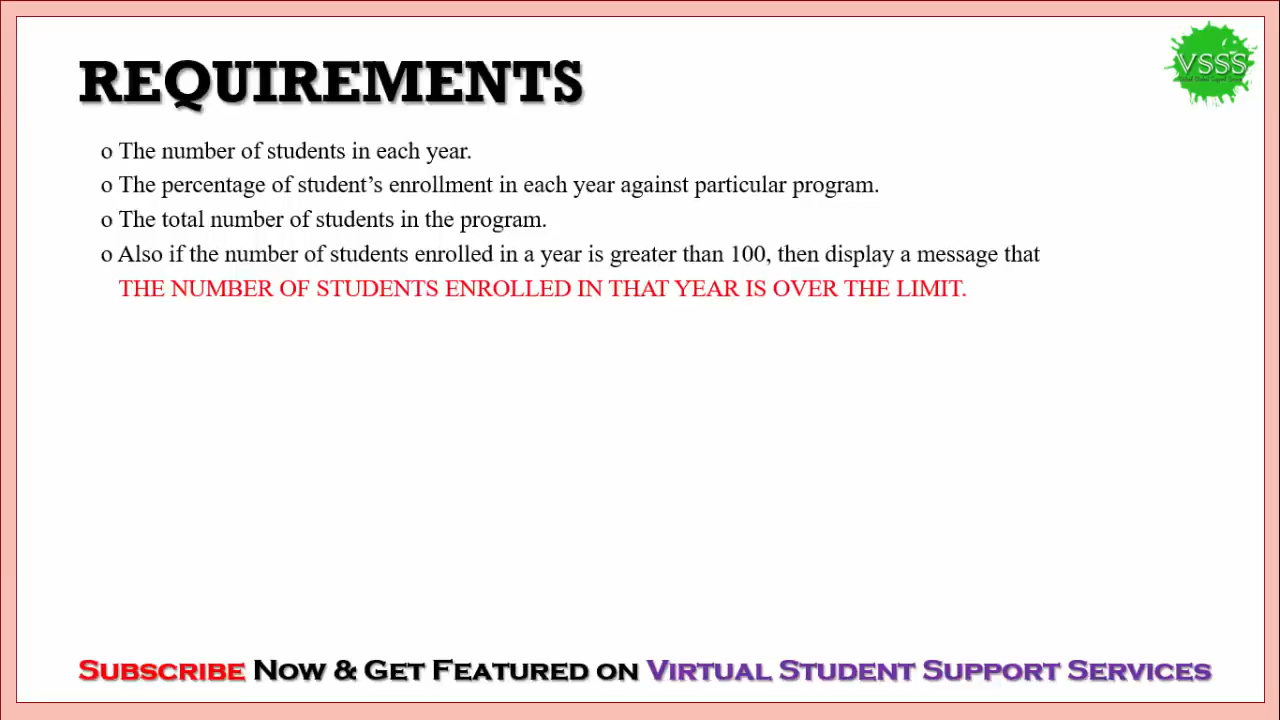 REQUIREMENTS
VSSS
o The number of students in each year.
o The percentage of student’s enrollment in each year against particular program.
o The total number of students in the program.
o Also if the number of students enrolled in a year is greater than 100, then display a message that
THE NUMBER OF STUDENTS ENROLLED IN THAT YEAR IS OVER THE LIMIT.
SUBSCRIBE NOW & GET FEATURED ON VIRTUAL STUDENT SUPPORT SERVICES